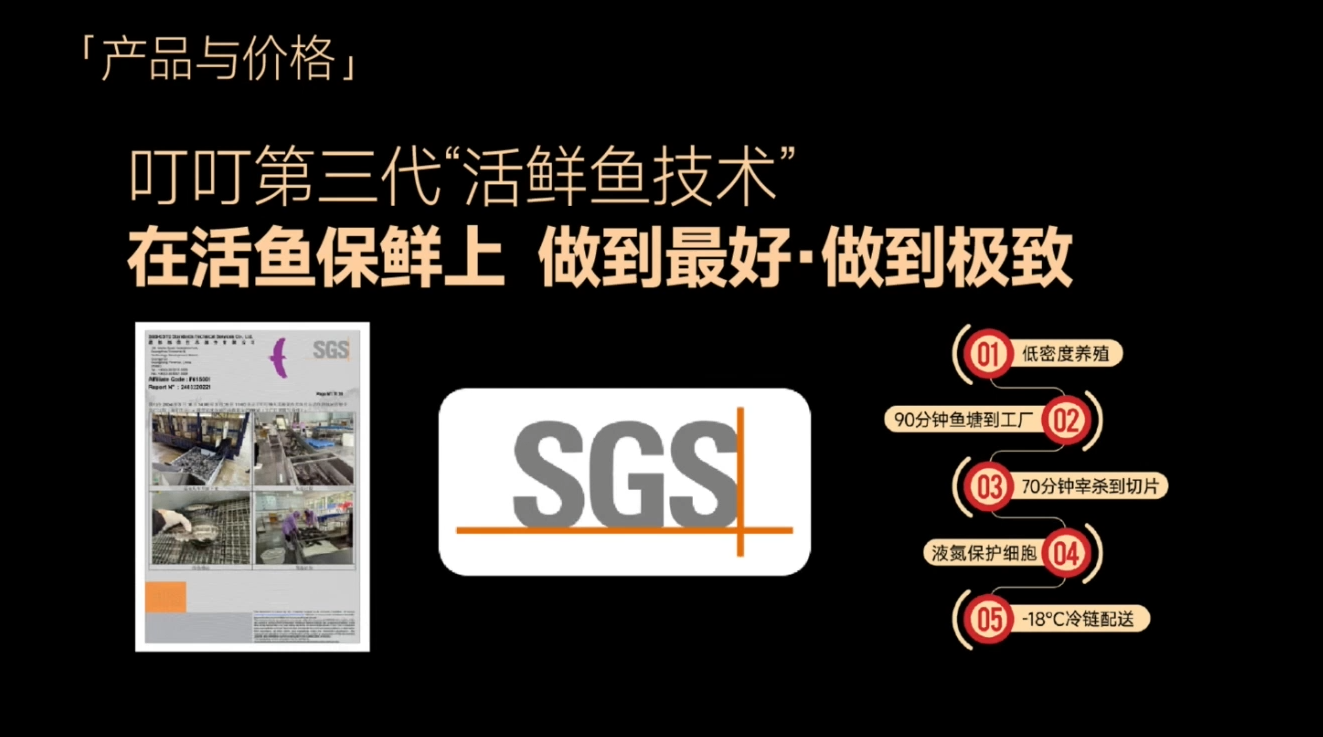 「产品与价格」
叮叮第三代“活鲜鱼技术”
在活鱼保鲜上 做到最好·做到极致
SGS
Report N° :
SGS
01 低密度养殖
90分钟鱼塘到工厂 02
03 70分钟宰杀到切片
液氮保护细胞 04
05 -18°C冷链配送